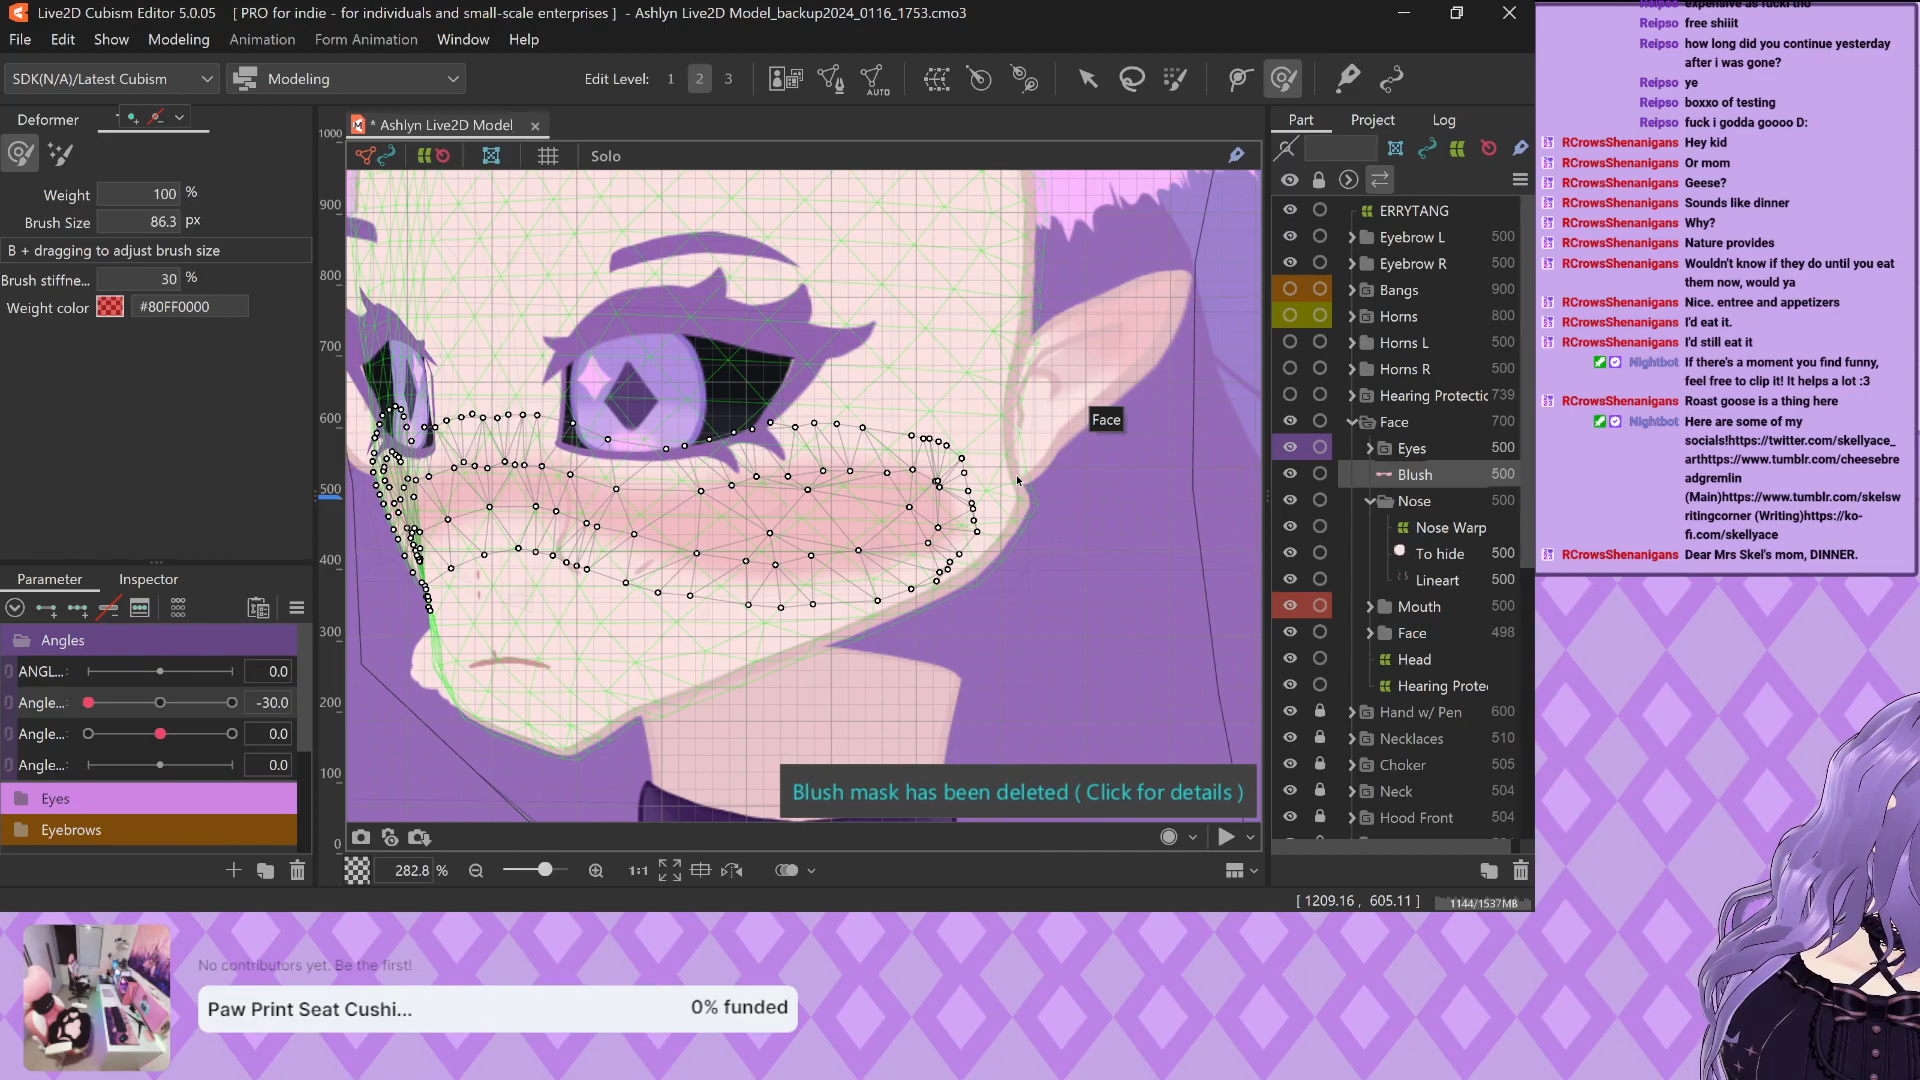 Live2D Cubism Editor 5.0.05 [ PRO for indie - for individuals and small-scale enterprises ] - Ashlyn Live2D Model_backup2024_0116_1753.cmo3
File Edit Show Modeling Animation Form Animation Window Help
SDK(N/A)/Latest Cubism
Modeling
Edit Level: 1 2 3
AUTO
Deformer
Weight 100 %
Brush Size 86.3 px
B + dragging to adjust brush size
Brush stiffne... 30 %
Weight color #80FF0000
Parameter Inspector
Angles
ANGL... 0.0
Angle... -30.0
Angle... 0.0
Angle... 0.0
Eyes
Eyebrows
* Ashlyn Live2D Model
Solo
1000
900
800
700
600
500
400
300
200
100
0
Face
Blush mask has been deleted ( Click for details )
282.8 %
1:1
Part Project Log
ERRYTANG
Eyebrow L 500
Eyebrow R 500
Bangs 900
Horns 800
Horns L 500
Horns R 500
Hearing Protectic 739
Face 700
Eyes 500
Blush 500
Nose 500
Nose Warp
To hide 500
Lineart 500
Mouth 500
Face 498
Head
Hearing Prote
Hand w/ Pen 600
Necklaces 510
Choker 505
Neck 504
Hood Front 504
[ 1209.16 , 605.11 ]
1144/1537MB
expensive as fucki tho
Reipso free shiiit
Reipso how long did you continue yesterday
after i was gone?
Reipso ye
Reipso boxxo of testing
Reipso fuck i godda goooo D:
RCrowsShenanigans Hey kid
RCrowsShenanigans Or mom
RCrowsShenanigans Geese?
RCrowsShenanigans Sounds like dinner
RCrowsShenanigans Why?
RCrowsShenanigans Nature provides
RCrowsShenanigans Wouldn't know if they do until you eat
them now, would ya
RCrowsShenanigans Nice. entree and appetizers
RCrowsShenanigans I'd eat it.
RCrowsShenanigans I'd still eat it
Nightbot If there's a moment you find funny,
feel free to clip it! It helps a lot :3
RCrowsShenanigans Roast goose is a thing here
Nightbot Here are some of my
socials!https://twitter.com/skellyace_
arthttps://www.tumblr.com/cheesebre
adgremlin
(Main)https://www.tumblr.com/skelsw
ritingcorner (Writing)https://ko-
fi.com/skellyace
RCrowsShenanigans Dear Mrs Skel's mom, DINNER.
No contributors yet. Be the first!
Paw Print Seat Cushi... 0% funded